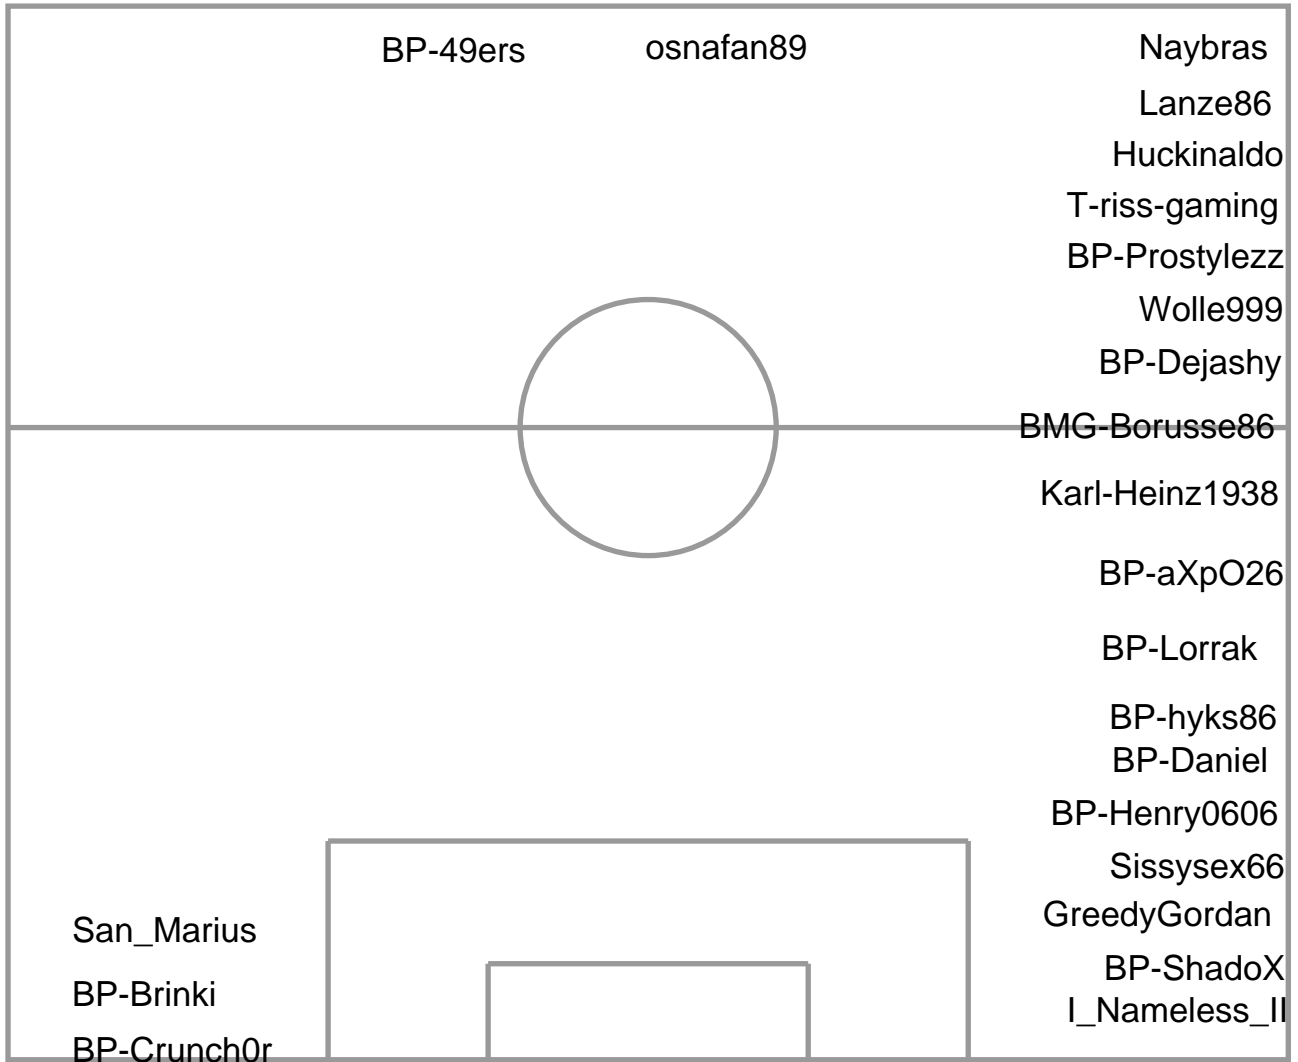 BP-49ers
osnafan89
Naybras
Lanze86
Huckinaldo
T-riss-gaming
BP-Prostylezz
Wolle999
BP-Dejashy
BMG-Borusse86
Karl-Heinz1938
BP-aXpO26
BP-Lorrak
BP-hyks86
BP-Daniel
BP-Henry0606
Sissysex66
GreedyGordan
San_Marius
BP-ShadoX
BP-Brinki
I_Nameless_II
BP-Crunch0r